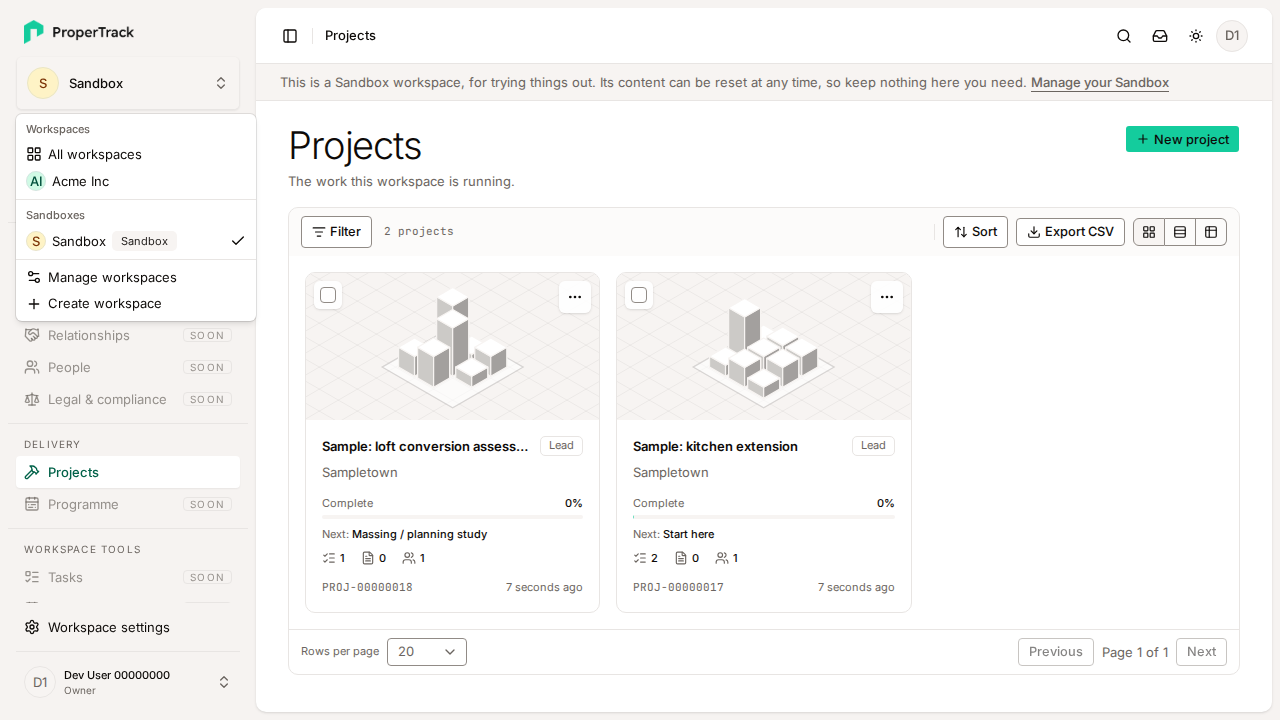 ProperTrack
S
Sandbox
Workspaces
All workspaces
AI
Acme Inc
Sandboxes
S
Sandbox
Sandbox
Manage workspaces
Create workspace
Relationships
SOON
People
SOON
Legal & compliance
SOON
DELIVERY
Projects
Programme
SOON
WORKSPACE TOOLS
Tasks
SOON
Workspace settings
D1
Dev User 00000000
Owner
Projects
D1
This is a Sandbox workspace, for trying things out. Its content can be reset at any time, so keep nothing here you need. Manage your Sandbox
Projects
New project
The work this workspace is running.
Filter
2 projects
Sort
Export CSV
Sample: loft conversion assess...
Lead
Sampletown
Complete
0%
Next: Massing / planning study
1
0
1
PROJ-00000018
7 seconds ago
Sample: kitchen extension
Lead
Sampletown
Complete
0%
Next: Start here
2
0
1
PROJ-00000017
7 seconds ago
Rows per page
20
Previous
Page 1 of 1
Next